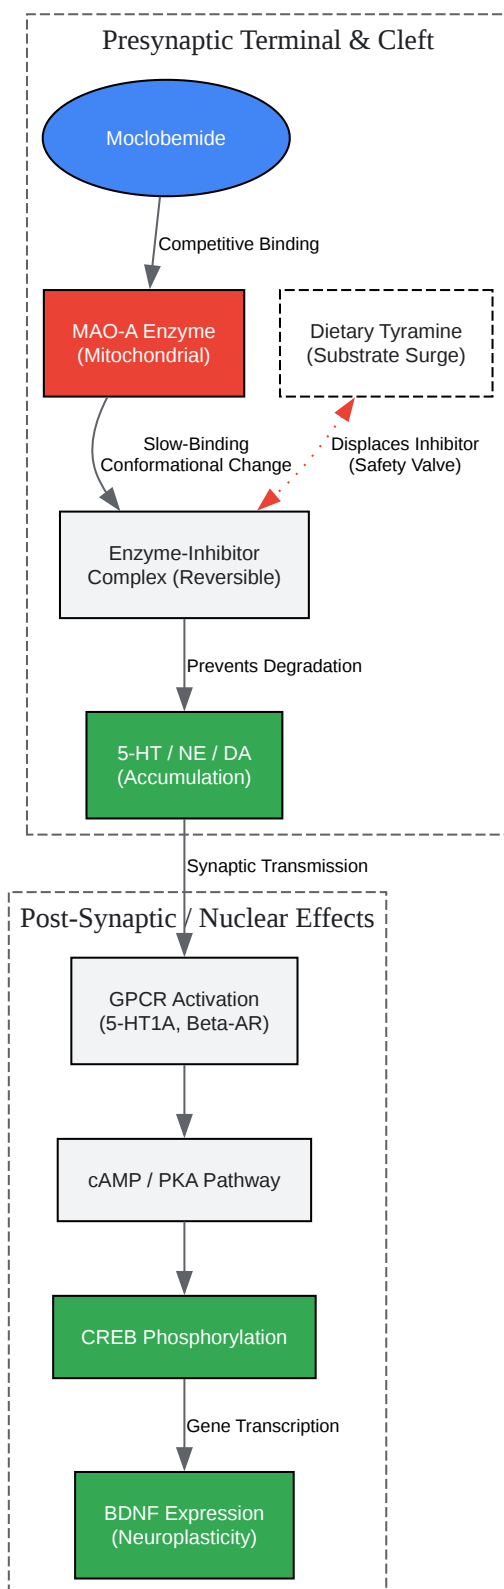 Presynaptic Terminal & Cleft
Moclobemide
Competitive Binding
MAO-A Enzyme
(Mitochondrial)
Dietary Tyramine
(Substrate Surge)
Slow-Binding
Conformational Change
Displaces Inhibitor
(Safety Valve)
Enzyme-Inhibitor
Complex (Reversible)
Prevents Degradation
5-HT / NE / DA
(Accumulation)
Synaptic Transmission
Post-Synaptic / Nuclear Effects
GPCR Activation
(5-HT1A, Beta-AR)
cAMP / PKA Pathway
CREB Phosphorylation
Gene Transcription
BDNF Expression
(Neuroplasticity)